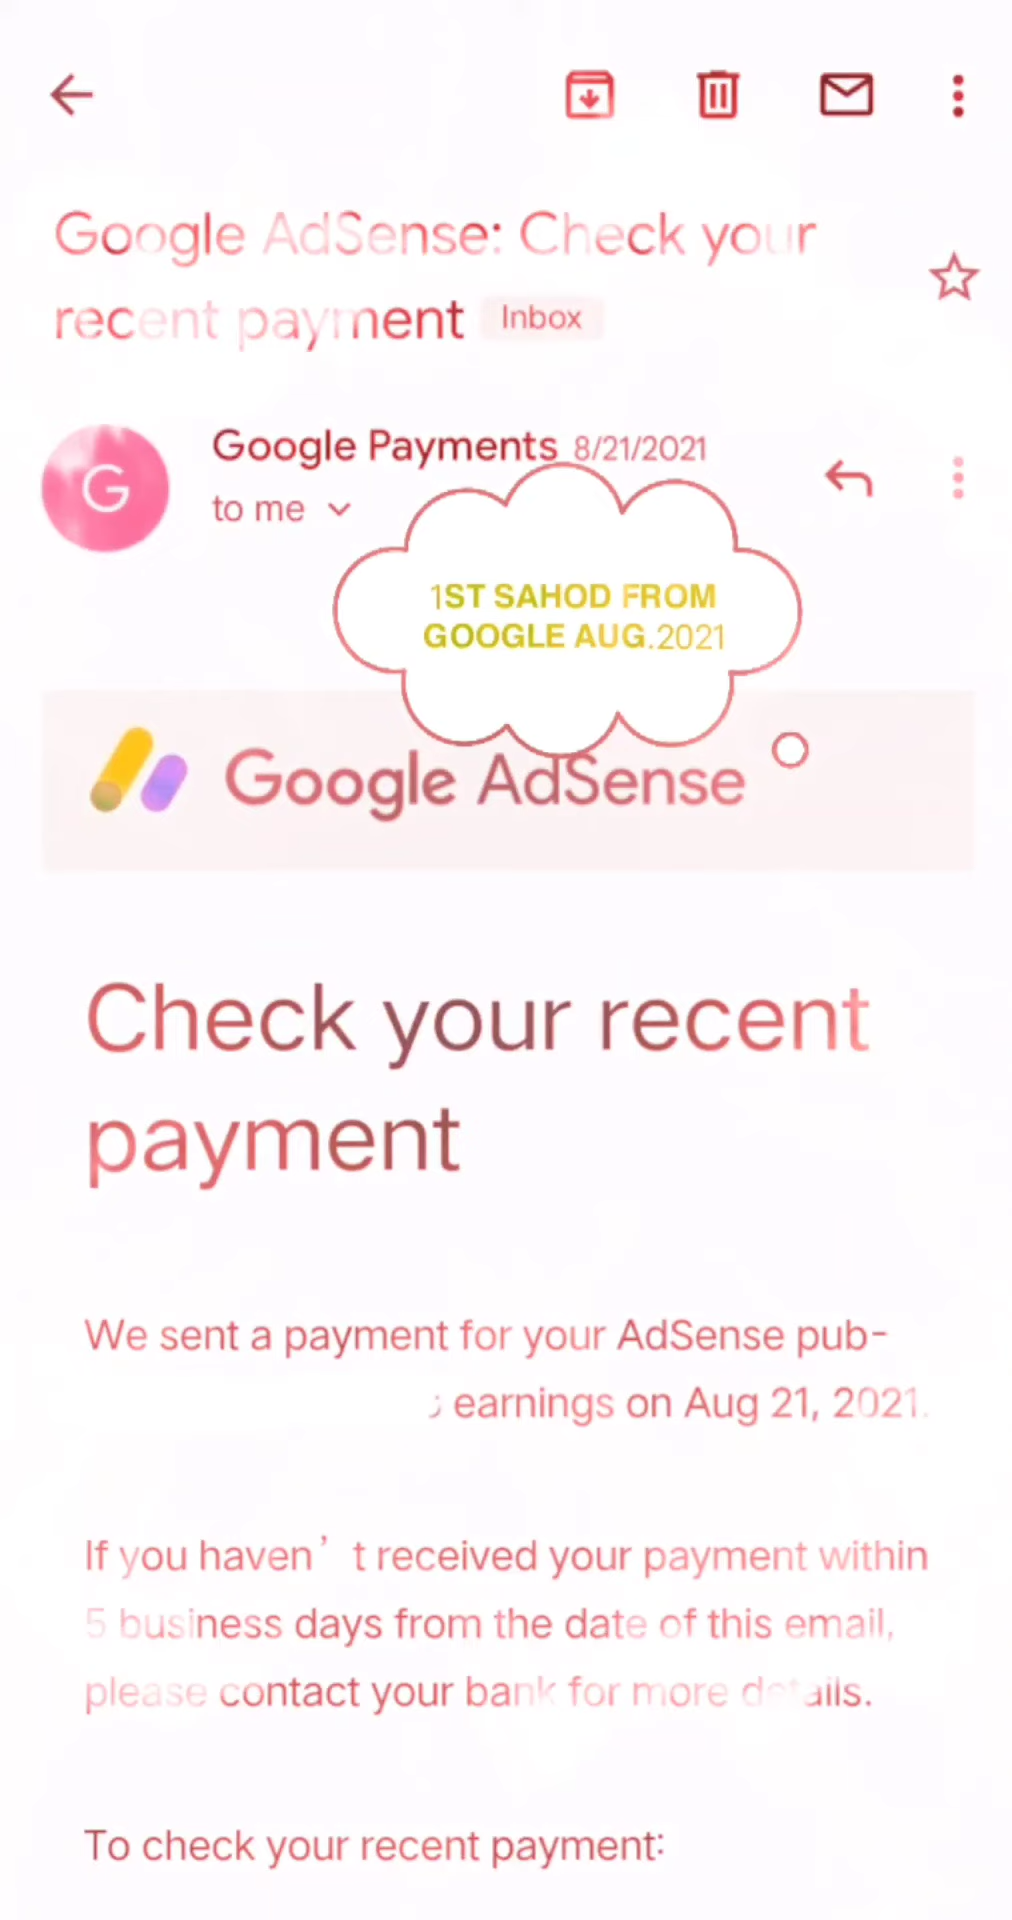 Google AdSense: Check your
recent payment Inbox
G
Google Payments 8/21/2021
to me
1ST SAHOD FROM
GOOGLE AUG.2021
Google AdSense
Check your recent
payment
We sent a payment for your AdSense pub-
earnings on Aug 21, 2021.
If you haven't received your payment within
5 business days from the date of this email,
please contact your bank for more details.
To check your recent payment: